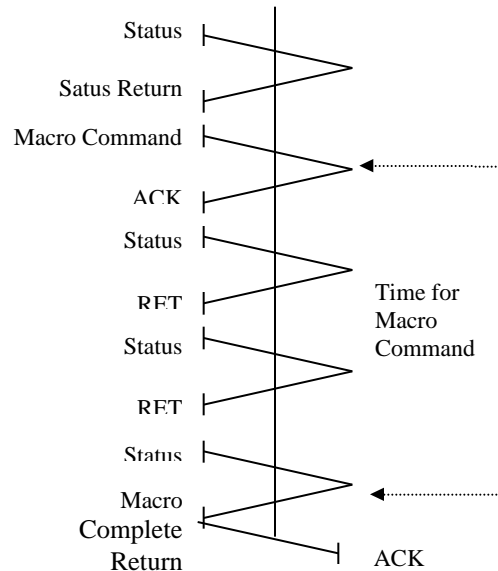 Status
Satus Return
Macro Command
ACK
Status
RET
Time for
Macro
Command
Status
RET
Status
Macro
Complete
Return
ACK